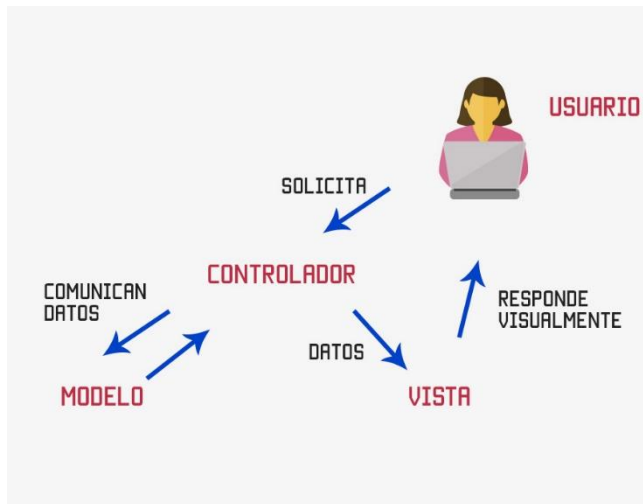 USUARIO
SOLICITA
CONTROLADOR
COMUNICAN
DATOS
RESPONDE
VISUALMENTE
DATOS
MODELO
VISTA